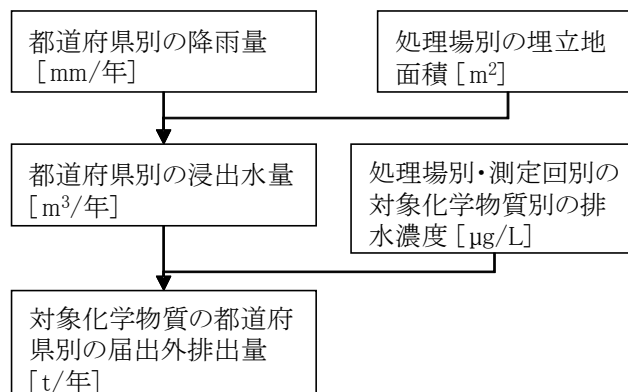 都道府県別の降雨量
[mm/年]
処理場別の埋立地
面積[m²]
都道府県別の浸出水量
[m³/年]
処理場別・測定回別の
対象化学物質別の排
水濃度[µg/L]
対象化学物質の都道府
県別の届出外排出量
[t/年]